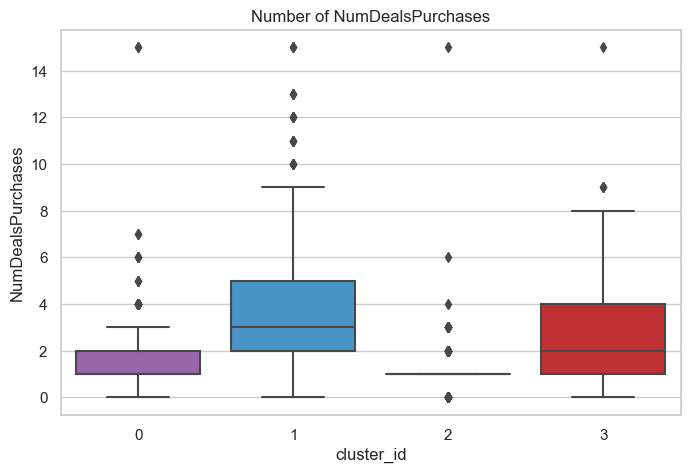 Number of NumDealsPurchases
NumDealsPurchases
14
12
10
8
6
4
2
0
0 1 2 3
cluster_id